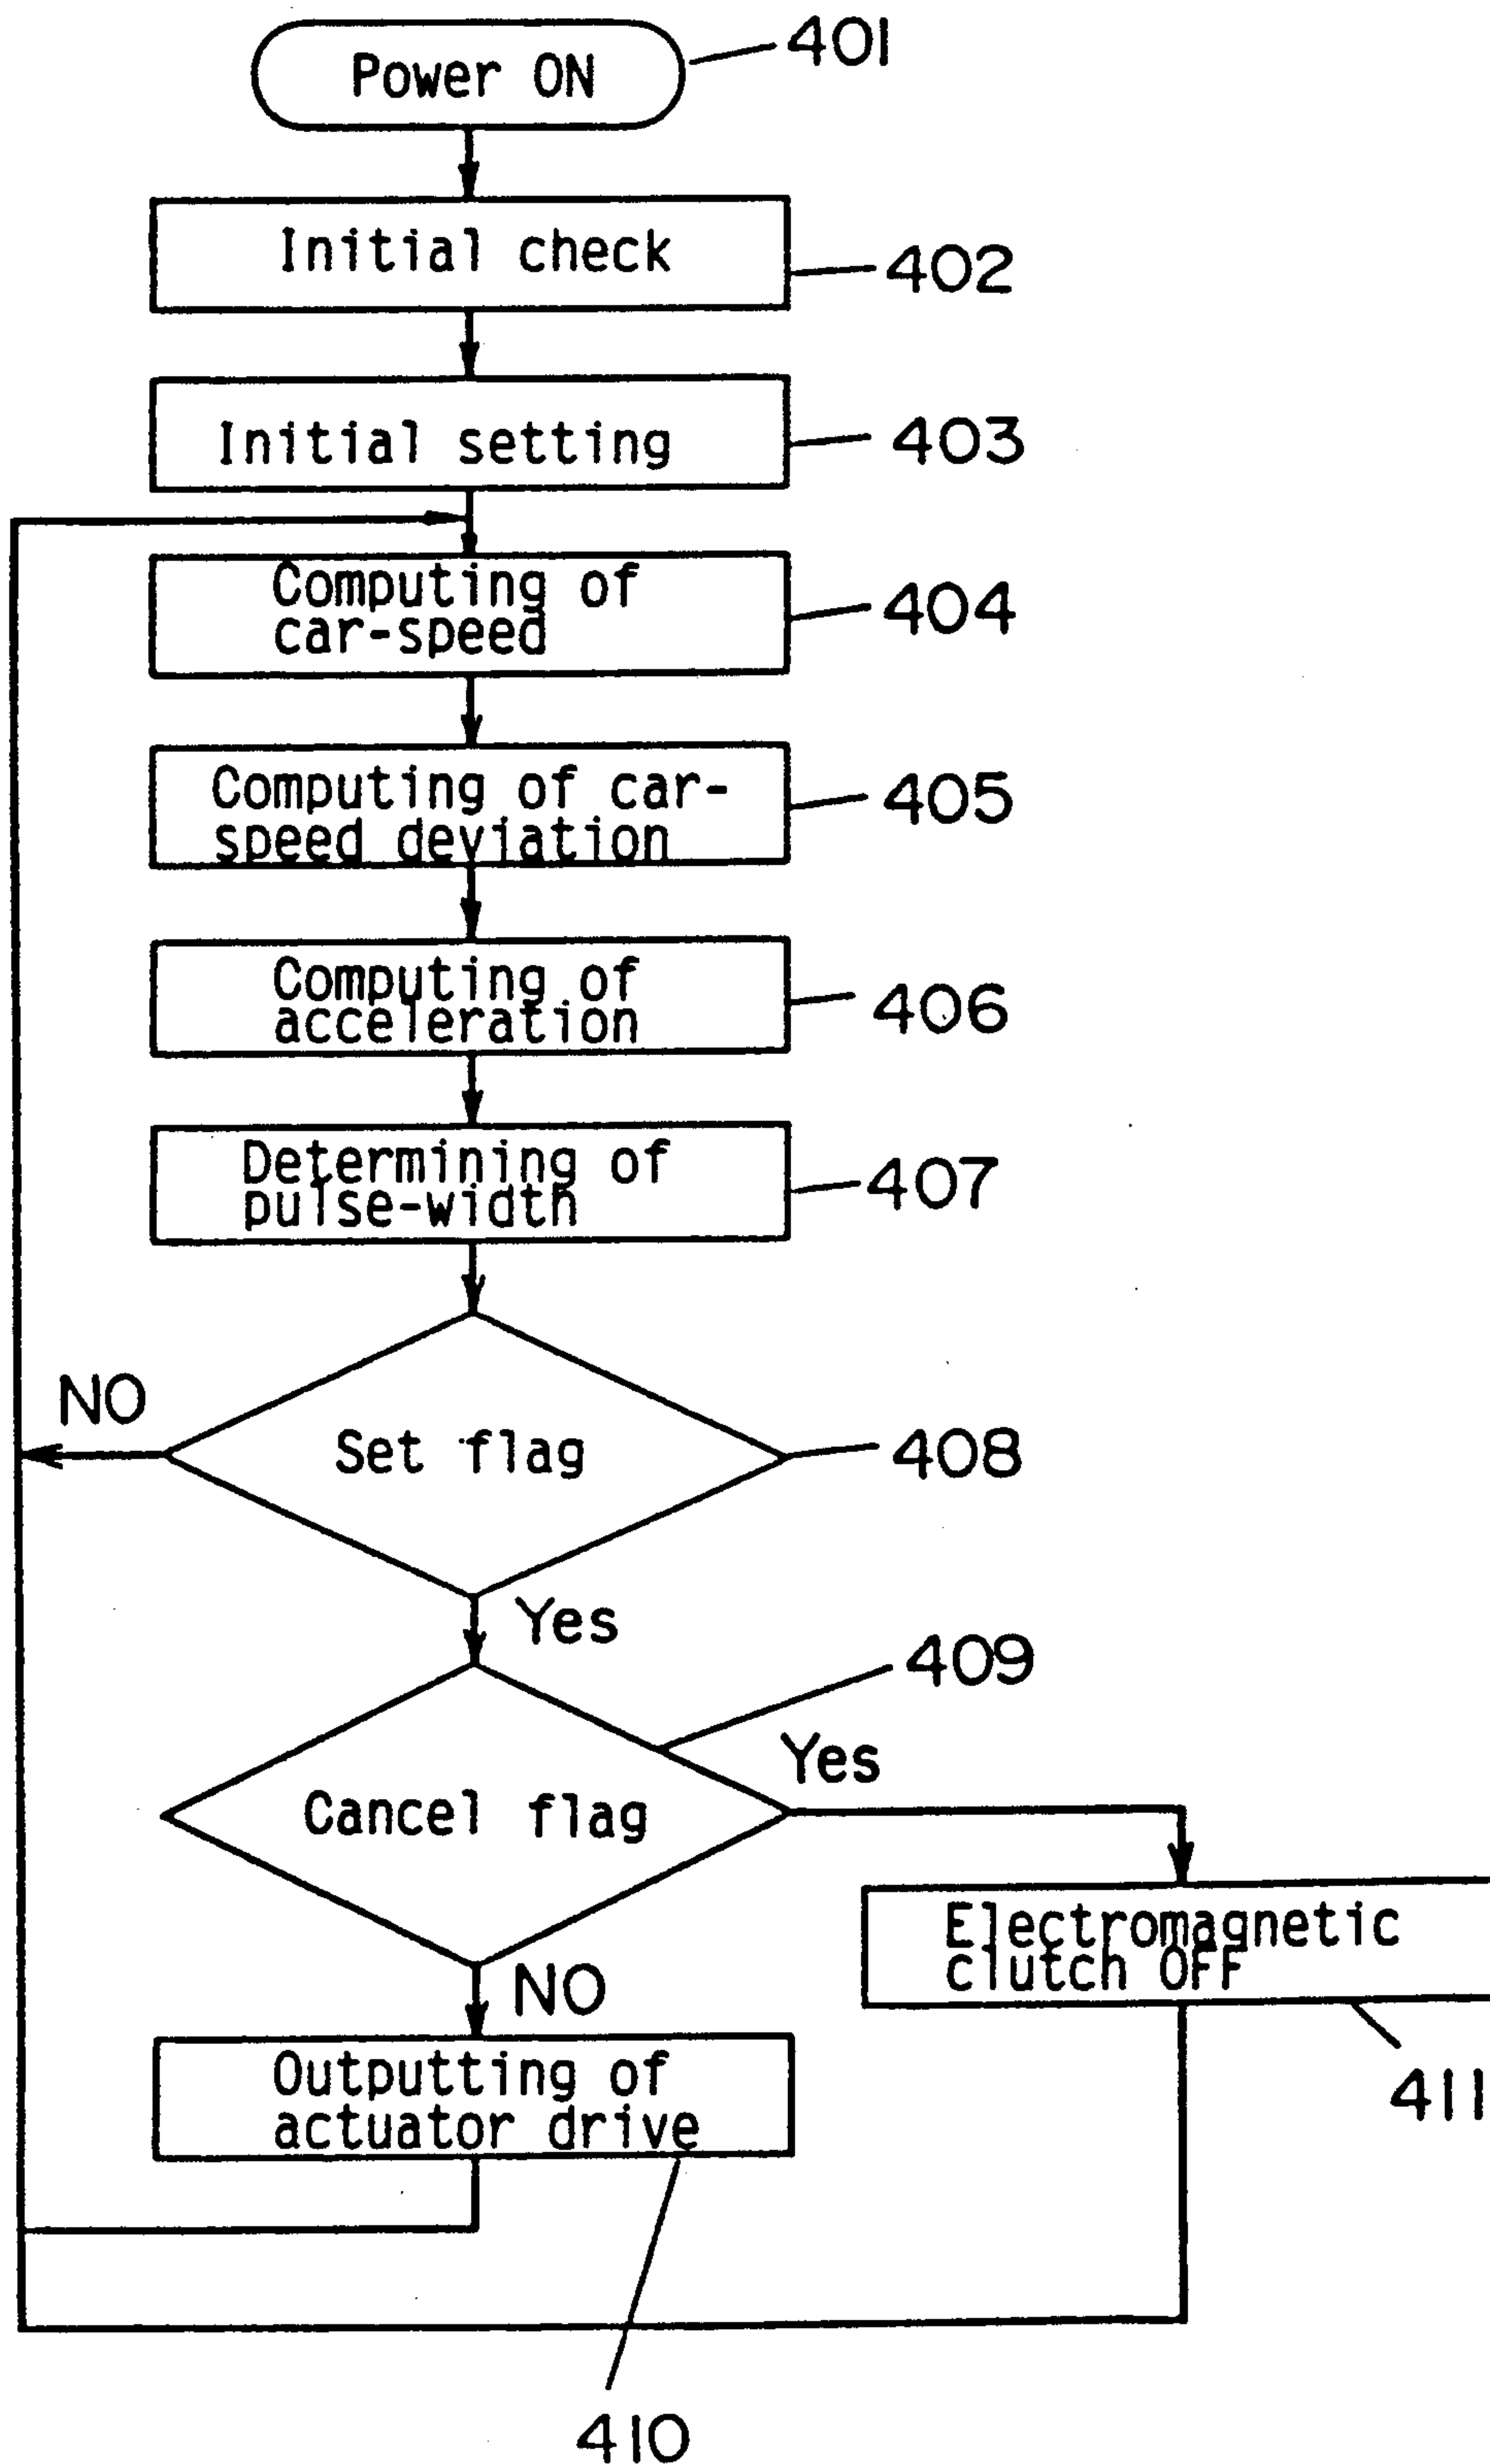 Power ON
401
Initial check
402
Initial setting
403
Computing of
car-speed
404
Computing of car-
speed deviation
405
Computing of
acceleration
406
Determining of
pulse-width
407
NO
Set flag
408
Yes
409
Yes
Cancel flag
Electromagnetic
clutch OFF
NO
Outputting of
actuator drive
411
410